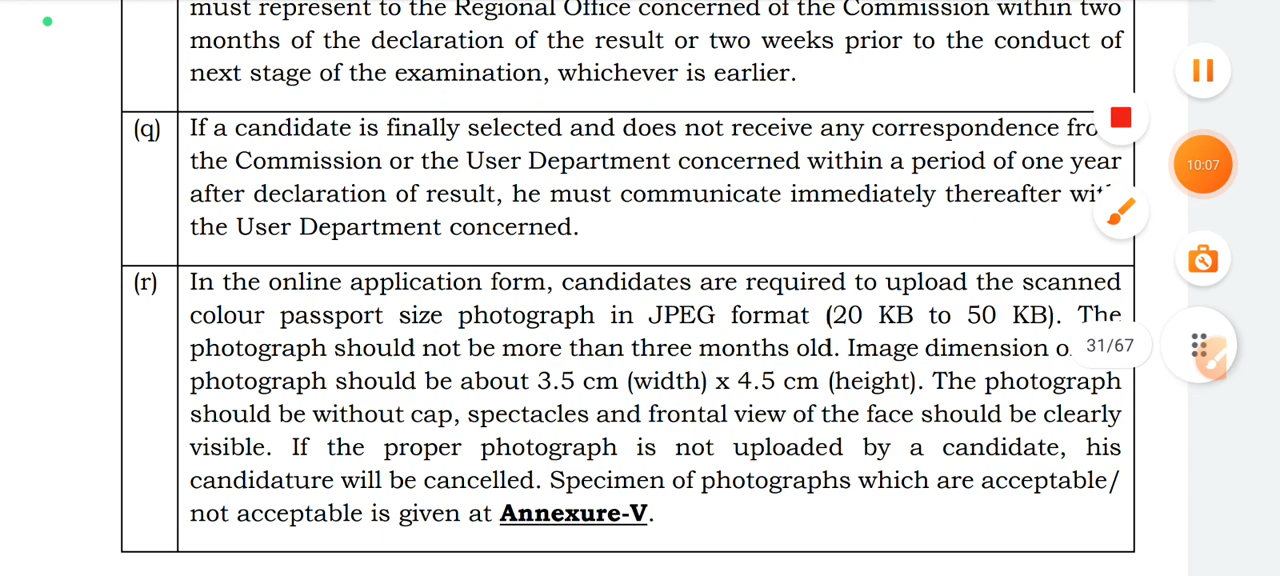 must represent to the Regional Office concerned of the Commission within two
months of the declaration of the result or two weeks prior to the conduct of
next stage of the examination, whichever is earlier.
(q) If a candidate is finally selected and does not receive any correspondence fro
the Commission or the User Department concerned within a period of one year
after declaration of result, he must communicate immediately thereafter wit
the User Department concerned.
(r) In the online application form, candidates are required to upload the scanned
colour passport size photograph in JPEG format (20 KB to 50 KB). The
photograph should not be more than three months old. Image dimension o
photograph should be about 3.5 cm (width) x 4.5 cm (height). The photograph
should be without cap, spectacles and frontal view of the face should be clearly
visible. If the proper photograph is not uploaded by a candidate, his
candidature will be cancelled. Specimen of photographs which are acceptable/
not acceptable is given at Annexure-V.
10:07
31/67